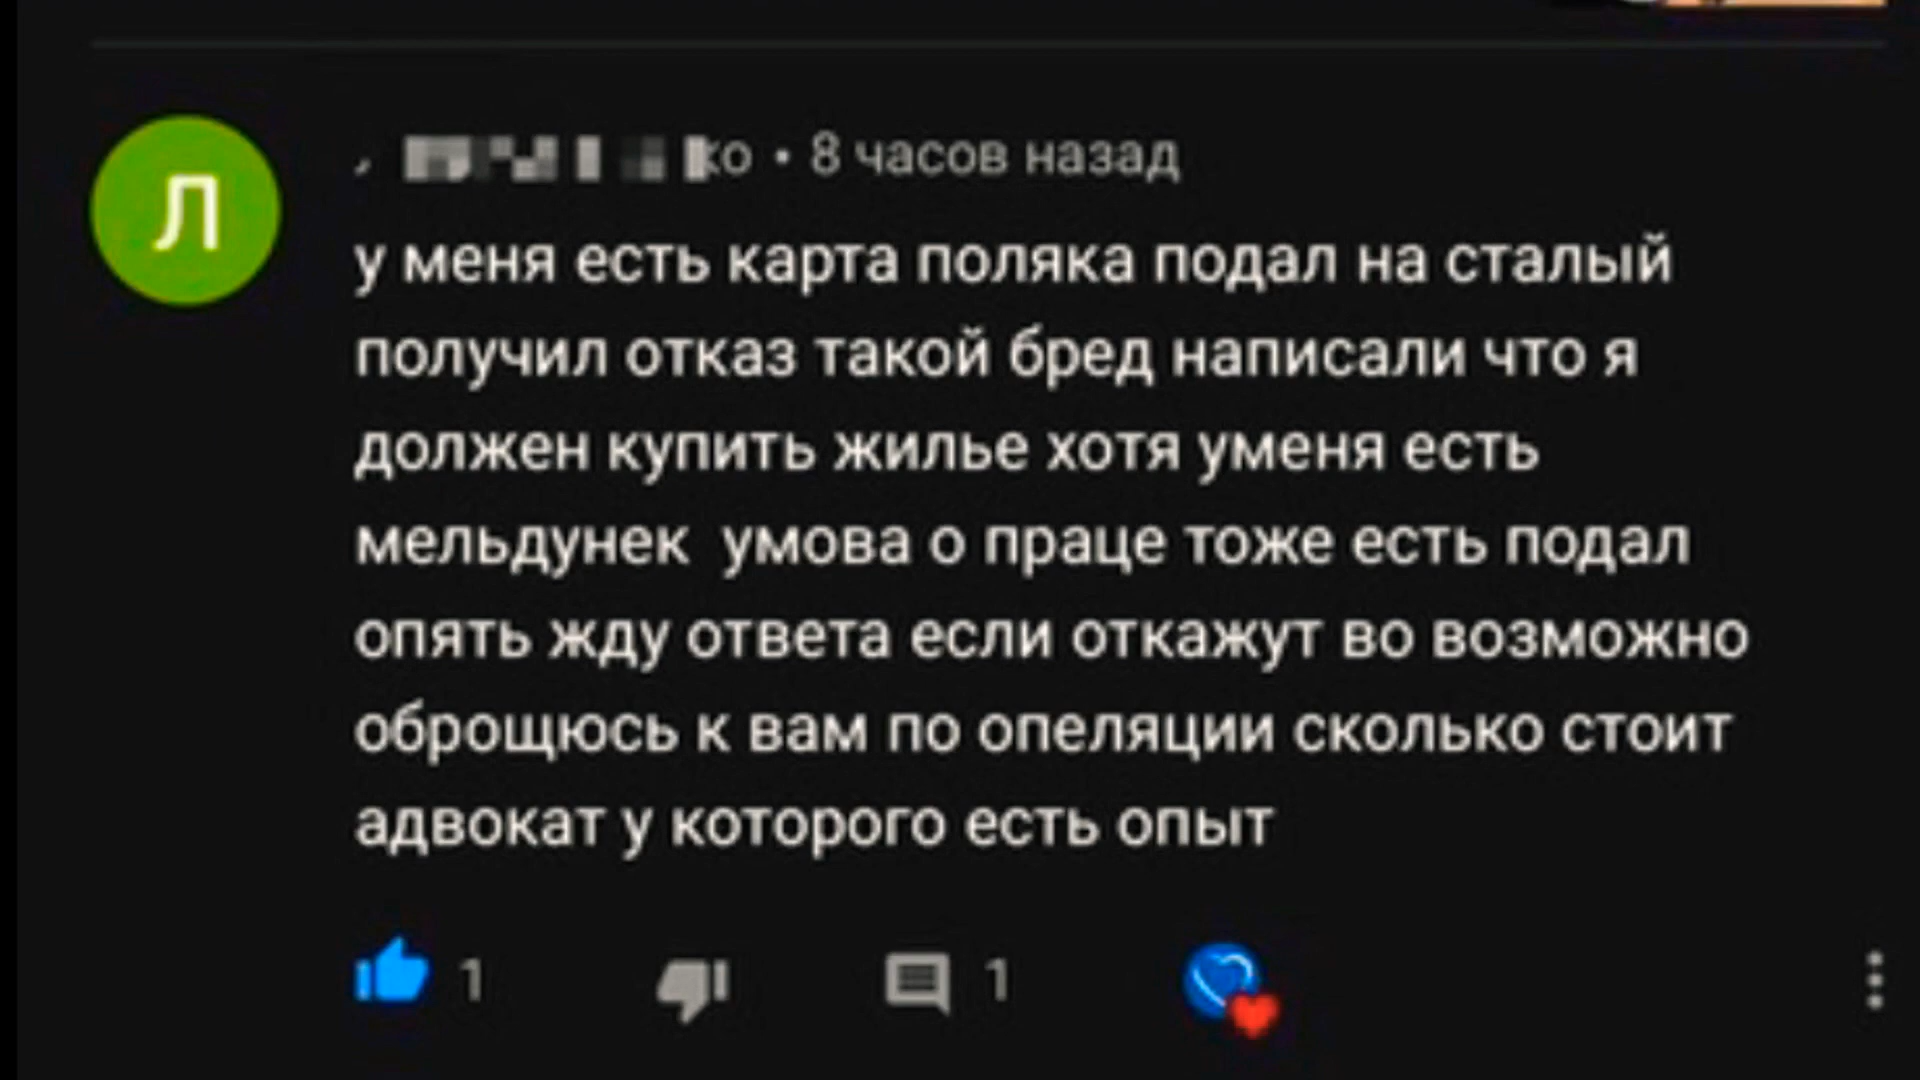 • 8 часов назад
у меня есть карта поляка подал на сталый
получил отказ такой бред написали что я
должен купить жилье хотя уменя есть
мельдунек умова о праце тоже есть подал
опять жду ответа если откажут во возможно
оброщюсь к вам по опеляции сколько стоит
адвокат у которого есть опыт
Л
1
1